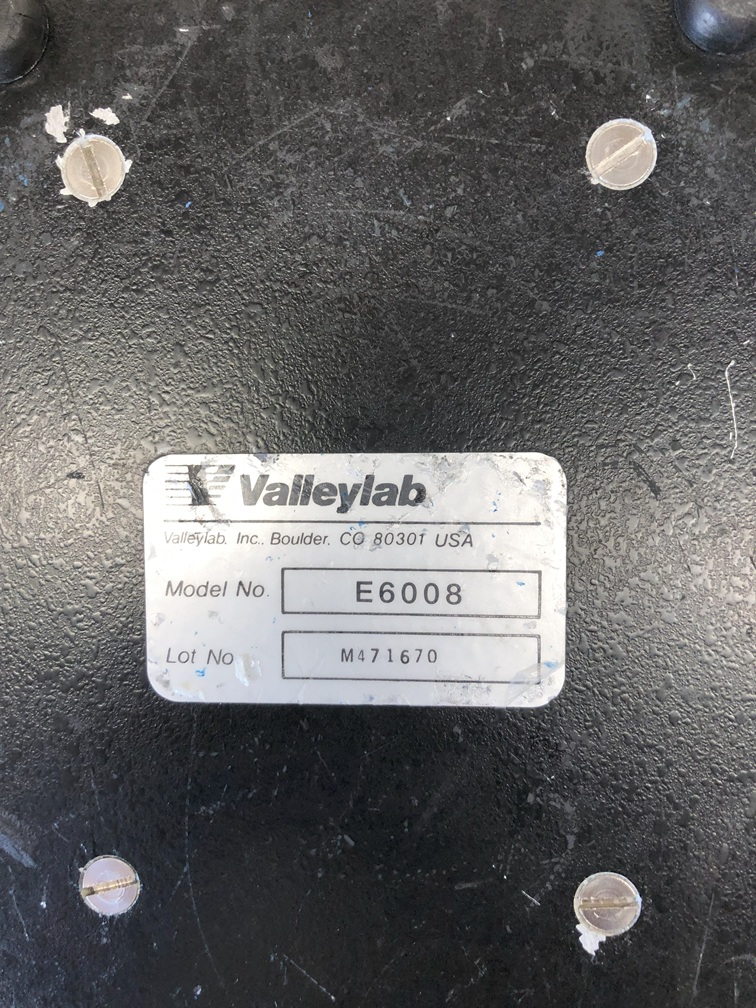 Valleylab
Valleylab, Inc., Boulder, CO 80301 USA
Model No. E6008
Lot No M471670